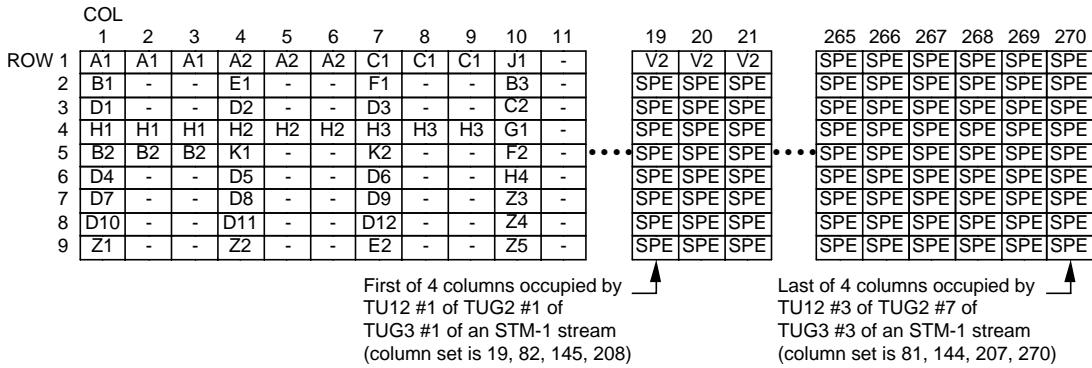 COL
1 2 3 4 5 6 7 8 9 10 11 19 20 21 265 266 267 268 269 270
ROW 1 A1 A1 A1 A2 A2 A2 C1 C1 C1 J1 - V2 V2 V2 SPE SPE SPE SPE SPE SPE
2 B1 - - E1 - - F1 - - B3 - SPE SPE SPE SPE SPE SPE SPE SPE SPE
3 D1 - - D2 - - D3 - - C2 - SPE SPE SPE SPE SPE SPE SPE SPE SPE
4 H1 H1 H1 H2 H2 H2 H3 H3 H3 G1 - SPE SPE SPE SPE SPE SPE SPE SPE SPE
5 B2 B2 B2 K1 - - K2 - - F2 - SPE SPE SPE SPE SPE SPE SPE SPE SPE
6 D4 - - D5 - - D6 - - H4 - SPE SPE SPE SPE SPE SPE SPE SPE SPE
7 D7 - - D8 - - D9 - - Z3 - SPE SPE SPE SPE SPE SPE SPE SPE SPE
8 D10 - - D11 - - D12 - - Z4 - SPE SPE SPE SPE SPE SPE SPE SPE SPE
9 Z1 - - Z2 - - E2 - - Z5 - SPE SPE SPE SPE SPE SPE SPE SPE SPE
First of 4 columns occupied by
TU12 #1 of TUG2 #1 of
TUG3 #1 of an STM-1 stream
(column set is 19, 82, 145, 208)
Last of 4 columns occupied by
TU12 #3 of TUG2 #7 of
TUG3 #3 of an STM-1 stream
(column set is 81, 144, 207, 270)